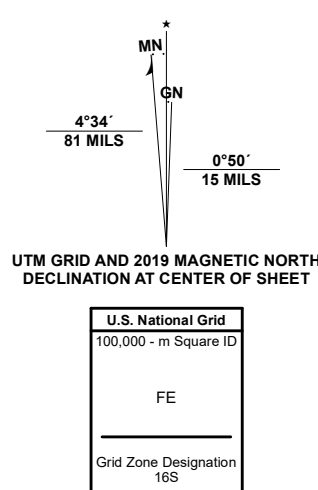 MN
GN
4°34´
81 MILS
0°50´
15 MILS
UTM GRID AND 2019 MAGNETIC NORTH
DECLINATION AT CENTER OF SHEET
U.S. National Grid
100,000 - m Square ID
FE
Grid Zone Designation
16S